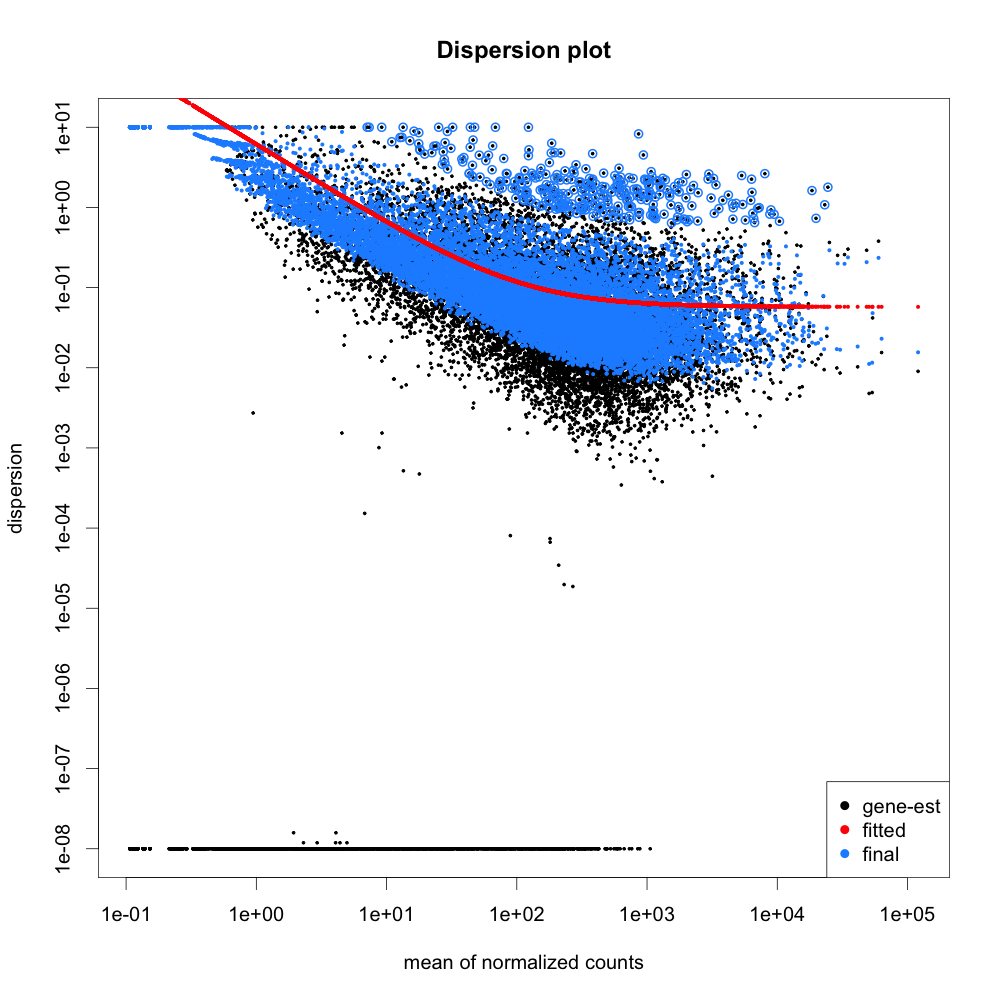 Dispersion plot
1e+01
1e+00
1e-01
1e-02
1e-03
1e-04
1e-05
1e-06
1e-07
1e-08
dispersion
gene-est
fitted
final
1e-01 1e+00 1e+01 1e+02 1e+03 1e+04 1e+05
mean of normalized counts